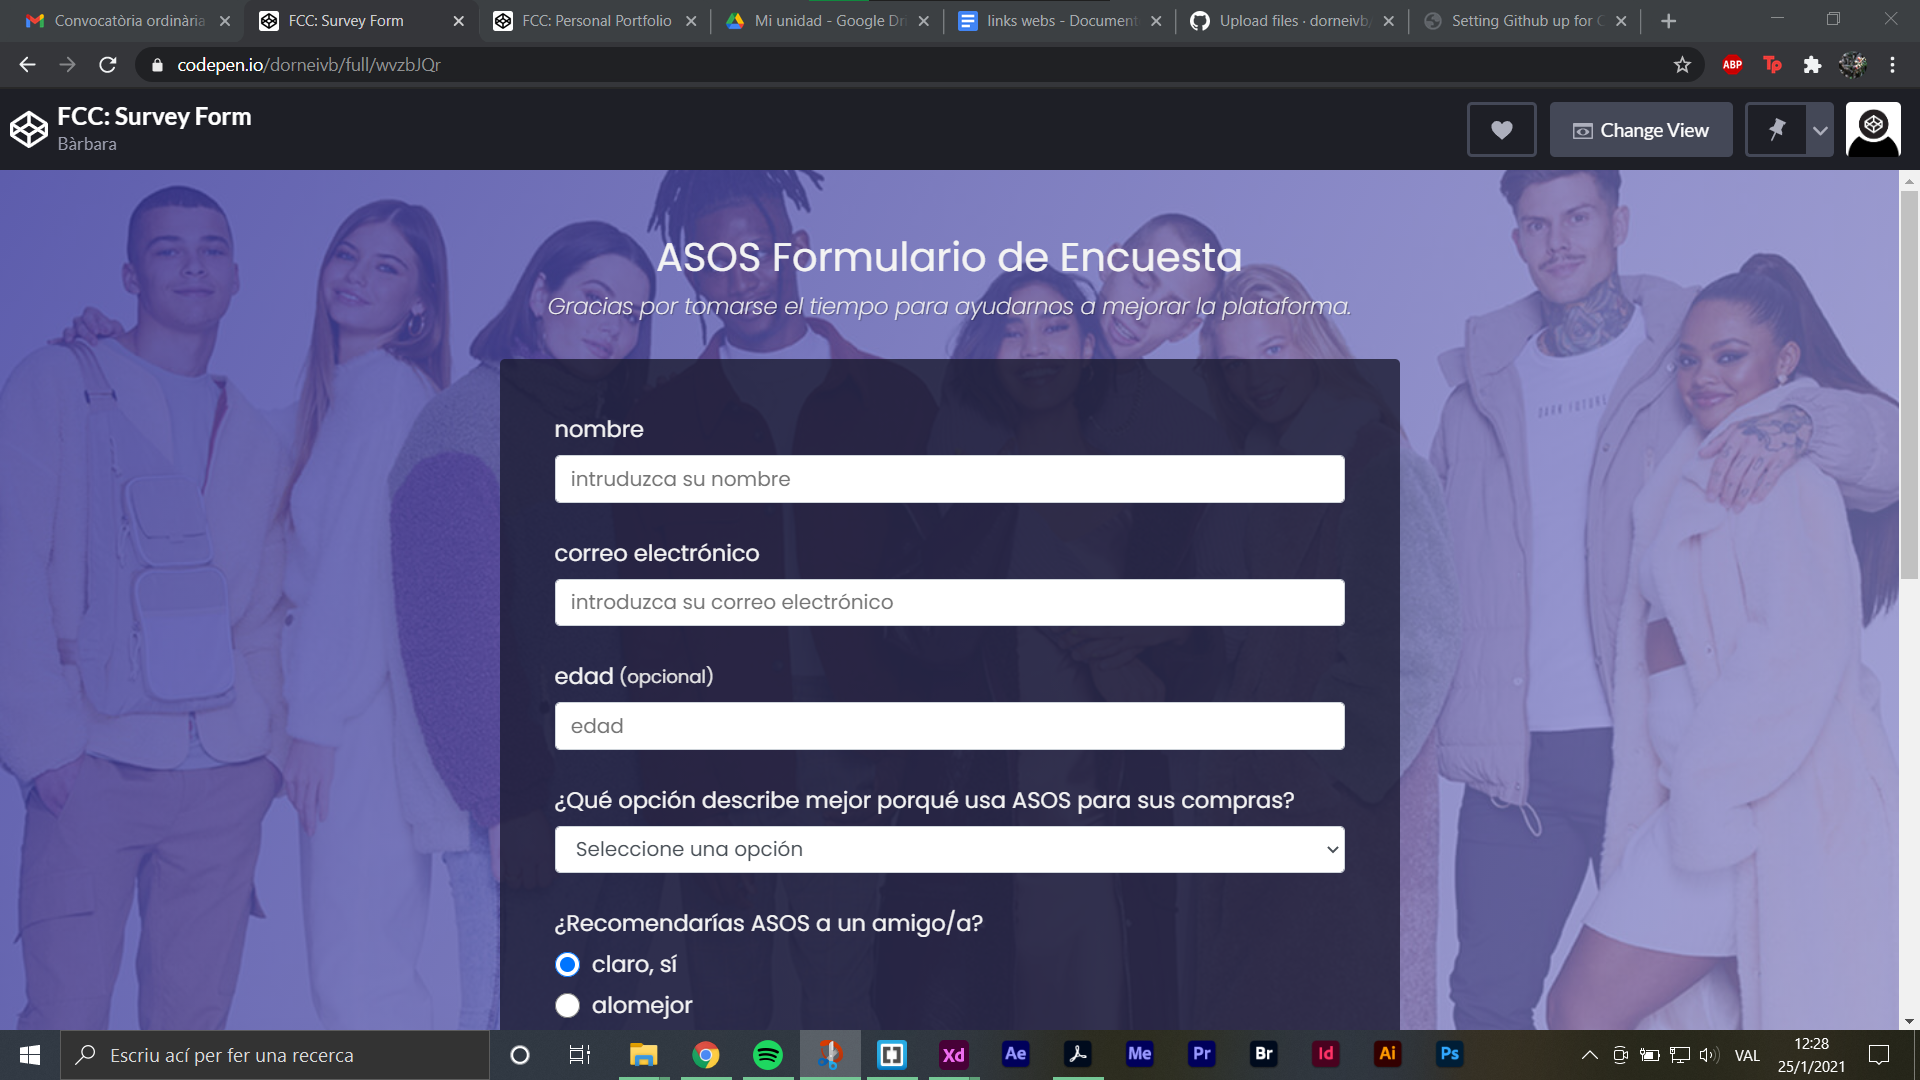 Convocatòria ordinària
FCC: Survey Form
FCC: Personal Portfolio
Mi unidad - Google Dri
links webs - Document
Upload files · dorneivb
Setting Github up for C
codepen.io/dorneivb/full/wvzbJQr
ABP
Tp
FCC: Survey Form
Bàrbara
Change View
ASOS Formulario de Encuesta
Gracias por tomarse el tiempo para ayudarnos a mejorar la plataforma.
DARK FUTURE
nombre
intruduzca su nombre
correo electrónico
introduzca su correo electrónico
edad (opcional)
edad
¿Qué opción describe mejor porqué usa ASOS para sus compras?
Seleccione una opción
¿Recomendarías ASOS a un amigo/a?
claro, sí
alomejor
Escriu ací per fer una recerca
Xd
Ae
Me
Pr
Br
Id
Ai
Ps
VAL
12:28
25/1/2021